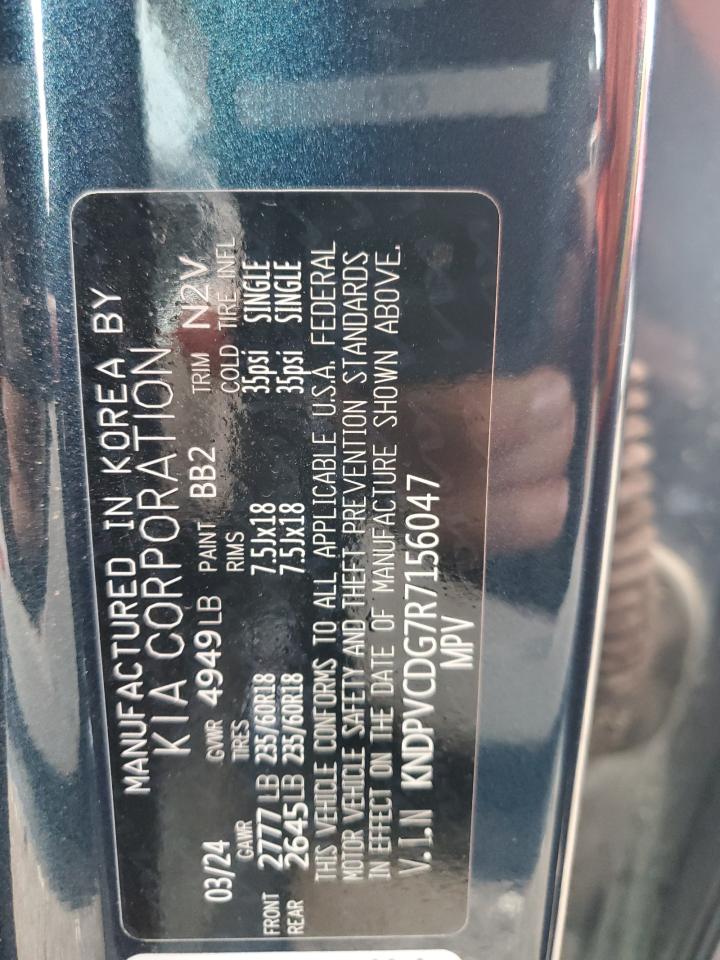 MANUFACTURED IN KOREA BY
KIA CORPORATION
03/24 GVWR 4949LB PAINT BB2 TRIM N2V
GAWR TIRES RIMS COLD TIRE INFL
FRONT 2777LB 235/60R18 7.5Jx18 35psi SINGLE
REAR 2645LB 235/60R18 7.5Jx18 35psi SINGLE
THIS VEHICLE CONFORMS TO ALL APPLICABLE U.S.A. FEDERAL
MOTOR VEHICLE SAFETY AND THEFT PREVENTION STANDARDS
IN EFFECT ON THE DATE OF MANUFACTURE SHOWN ABOVE.
V.I.N KNDPVCDG7R7156047
MPV